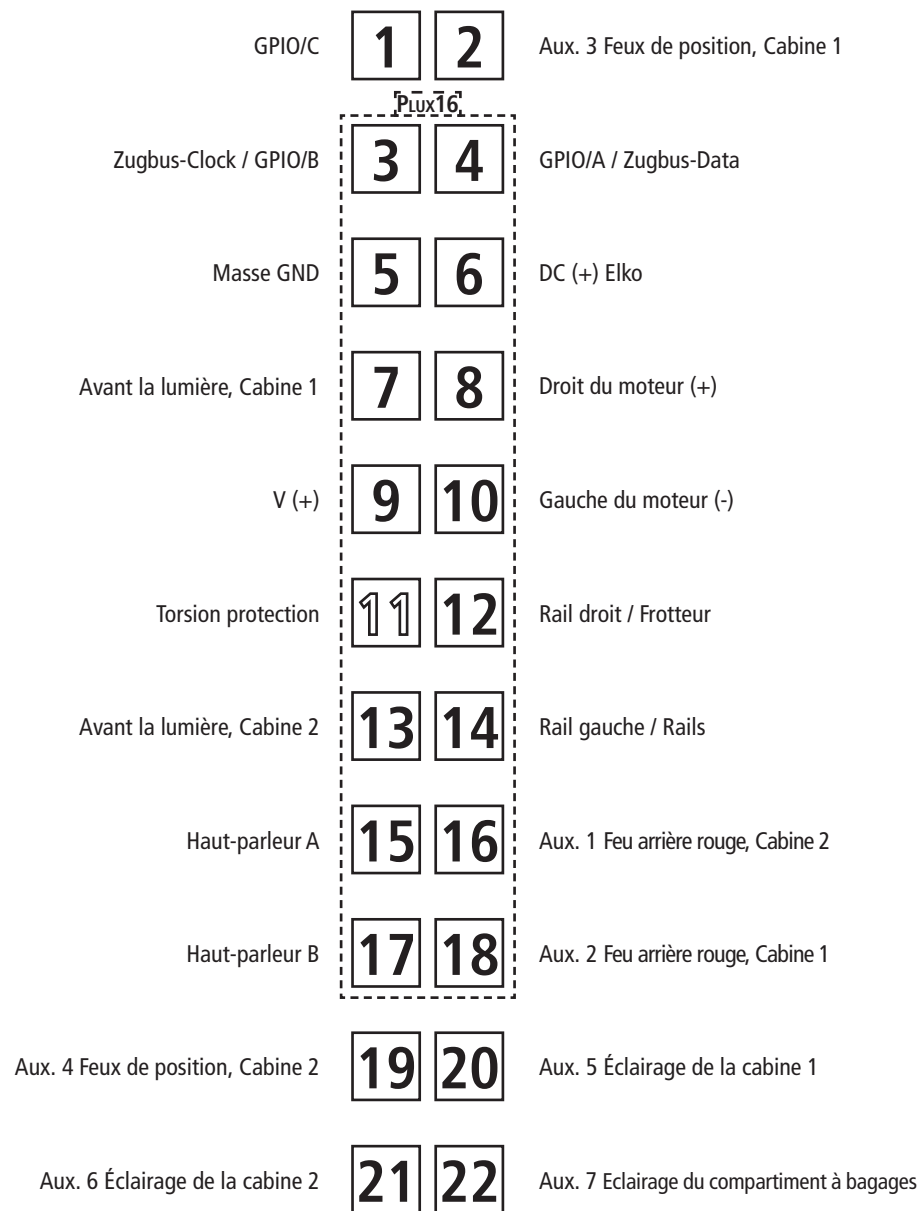 GPIO/C 1 2 Aux. 3 Feux de position, Cabine 1
PLUX16
Zugbus-Clock / GPIO/B 3 4 GPIO/A / Zugbus-Data
Masse GND 5 6 DC (+) Elko
Avant la lumière, Cabine 1 7 8 Droit du moteur (+)
V (+) 9 10 Gauche du moteur (-)
Torsion protection 11 12 Rail droit / Frotteur
Avant la lumière, Cabine 2 13 14 Rail gauche / Rails
Haut-parleur A 15 16 Aux. 1 Feu arrière rouge, Cabine 2
Haut-parleur B 17 18 Aux. 2 Feu arrière rouge, Cabine 1
Aux. 4 Feux de position, Cabine 2 19 20 Aux. 5 Éclairage de la cabine 1
Aux. 6 Éclairage de la cabine 2 21 22 Aux. 7 Eclairage du compartiment à bagages